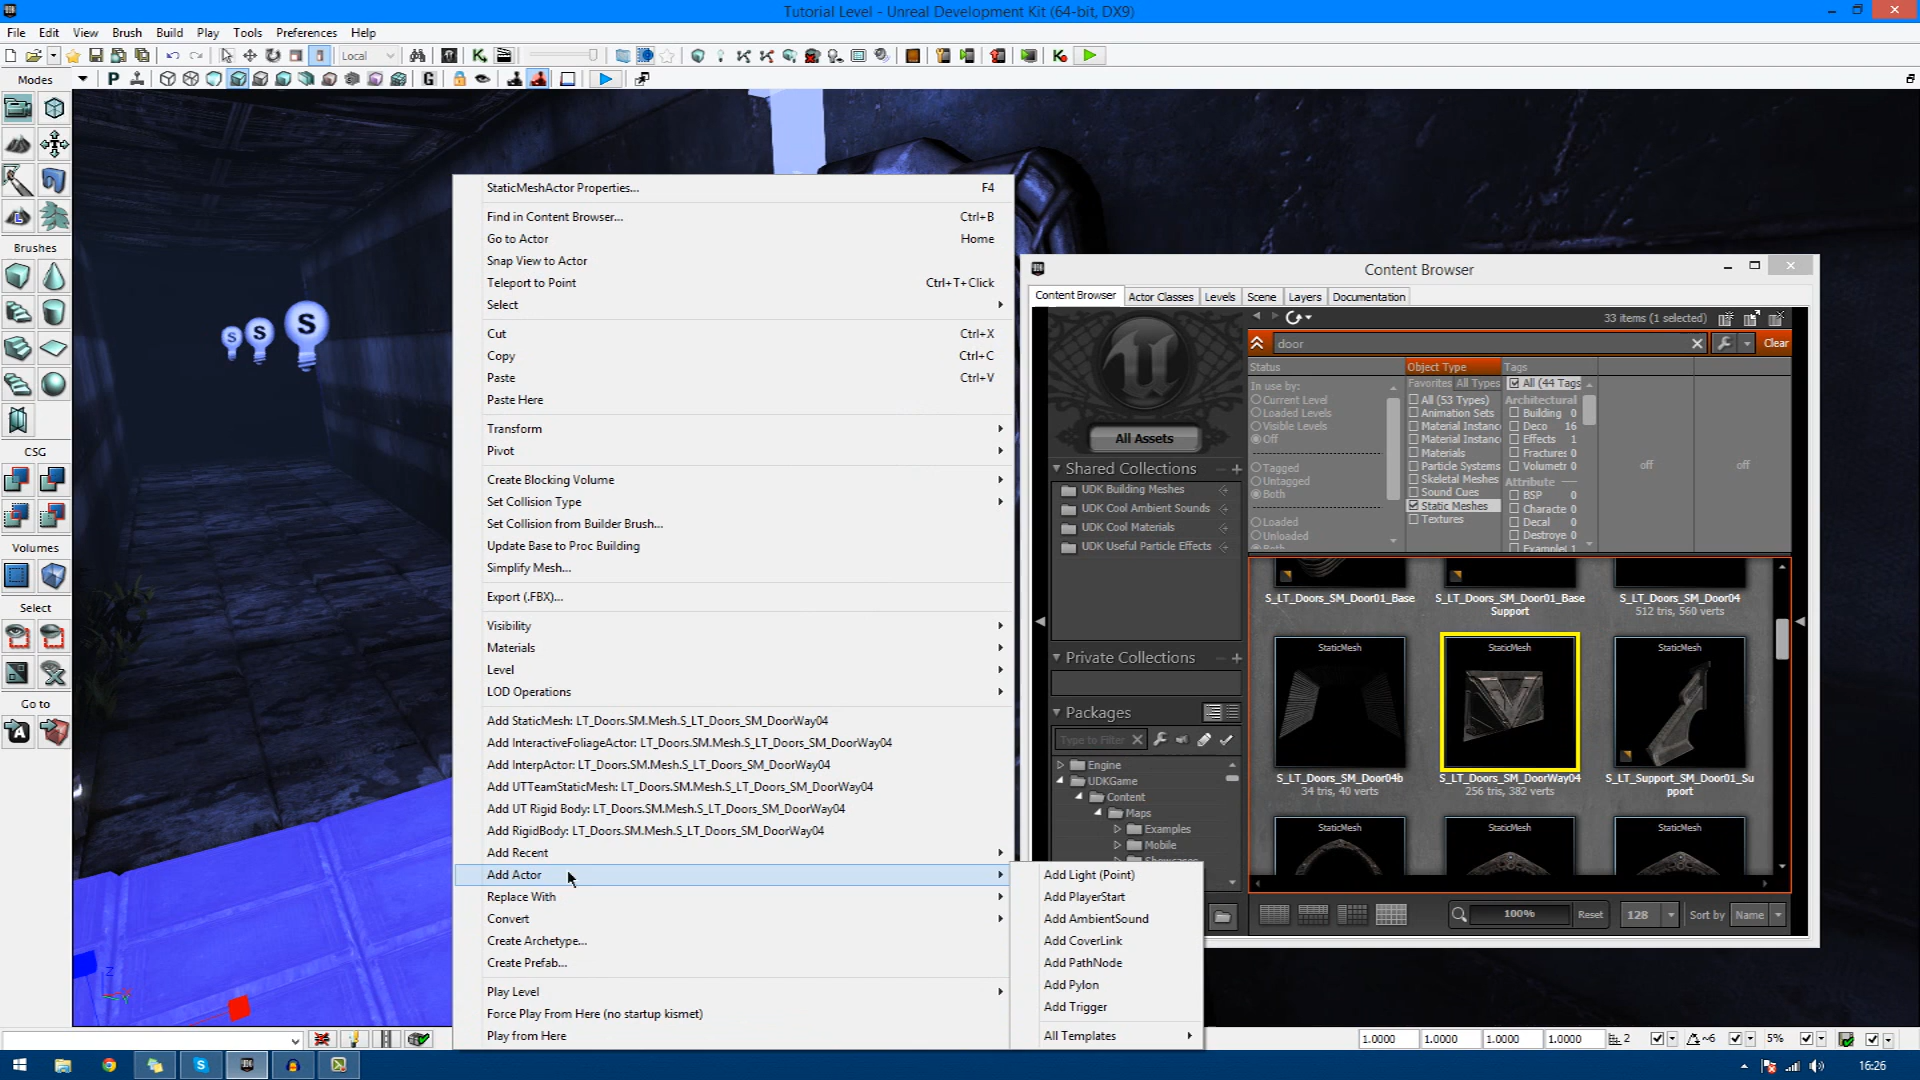 Tutorial Level - Unreal Development Kit (64-bit, DX9)
File Edit View Brush Build Play Tools Preferences Help
Local
Modes
P G
Brushes
CSG
Volumes
Select
Go to
S S S
StaticMeshActor Properties... F4
Find in Content Browser... Ctrl+B
Go to Actor Home
Snap View to Actor
Teleport to Point Ctrl+T+Click
Select
Cut Ctrl+X
Copy Ctrl+C
Paste Ctrl+V
Paste Here
Transform
Pivot
Create Blocking Volume
Set Collision Type
Set Collision from Builder Brush...
Update Base to Proc Building
Simplify Mesh...
Export (.FBX)...
Visibility
Materials
Level
LOD Operations
Add StaticMesh: LT_Doors.SM.Mesh.S_LT_Doors_SM_DoorWay04
Add InteractiveFoliageActor: LT_Doors.SM.Mesh.S_LT_Doors_SM_DoorWay04
Add InterpActor: LT_Doors.SM.Mesh.S_LT_Doors_SM_DoorWay04
Add UTTeamStaticMesh: LT_Doors.SM.Mesh.S_LT_Doors_SM_DoorWay04
Add UT Rigid Body: LT_Doors.SM.Mesh.S_LT_Doors_SM_DoorWay04
Add RigidBody: LT_Doors.SM.Mesh.S_LT_Doors_SM_DoorWay04
Add Recent
Add Actor
Replace With
Convert
Create Archetype...
Create Prefab...
Play Level
Force Play From Here (no startup kismet)
Play from Here
Add Light (Point)
Add PlayerStart
Add AmbientSound
Add CoverLink
Add PathNode
Add Pylon
Add Trigger
All Templates
Content Browser
Content Browser Actor Classes Levels Scene Layers Documentation
33 items (1 selected)
door Clear
All Assets
Shared Collections
UDK Building Meshes
UDK Cool Ambient Sounds
UDK Cool Materials
UDK Useful Particle Effects
Private Collections
Packages
Type to Filter
Engine
UDKGame
Content
Maps
Examples
Mobile
Status
In use by:
Current Level
Loaded Levels
Visible Levels
Off
Tagged
Untagged
Both
Loaded
Unloaded
Both
Object Type
Favorites All Types
All (53 Types)
Animation Sets
Material Instanc
Material Instanc
Materials
Particle Systems
Skeletal Meshes
Sound Cues
Static Meshes
Textures
Tags
All (44 Tags
Architectural
Building 0
Deco 16
Effects 1
Fractures 0
Volumetr 0
Attribute
BSP 0
Characte 0
Decal 0
Destroye 0
Example 1
off off
S_LT_Doors_SM_Door01_Base
S_LT_Doors_SM_Door01_Base
Support
S_LT_Doors_SM_Door04
512 tris, 560 verts
StaticMesh
S_LT_Doors_SM_Door04b
34 tris, 40 verts
StaticMesh
S_LT_Doors_SM_DoorWay04
256 tris, 382 verts
StaticMesh
S_LT_Support_SM_Door01_Su
pport
StaticMesh StaticMesh StaticMesh
100% Reset 128 Sort by Name
Z
Y
1.0000 1.0000 1.0000 1.0000 2 ~6 5%
16:26